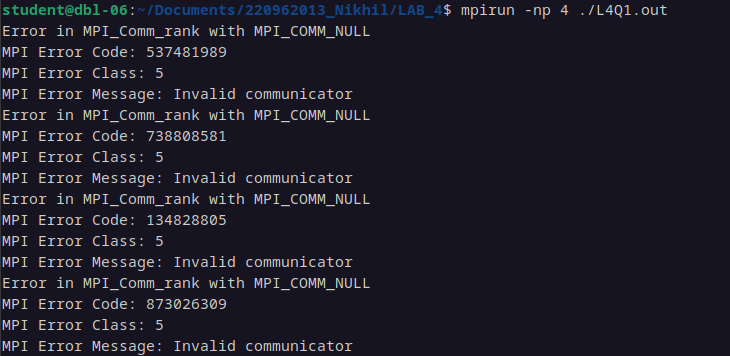 student@dbl-06:~/Documents/220962013_Nikhil/LAB_4$ mpirun -np 4 ./L4Q1.out
Error in MPI_Comm_rank with MPI_COMM_NULL
MPI Error Code: 537481989
MPI Error Class: 5
MPI Error Message: Invalid communicator
Error in MPI_Comm_rank with MPI_COMM_NULL
MPI Error Code: 738808581
MPI Error Class: 5
MPI Error Message: Invalid communicator
Error in MPI_Comm_rank with MPI_COMM_NULL
MPI Error Code: 134828805
MPI Error Class: 5
MPI Error Message: Invalid communicator
Error in MPI_Comm_rank with MPI_COMM_NULL
MPI Error Code: 873026309
MPI Error Class: 5
MPI Error Message: Invalid communicator